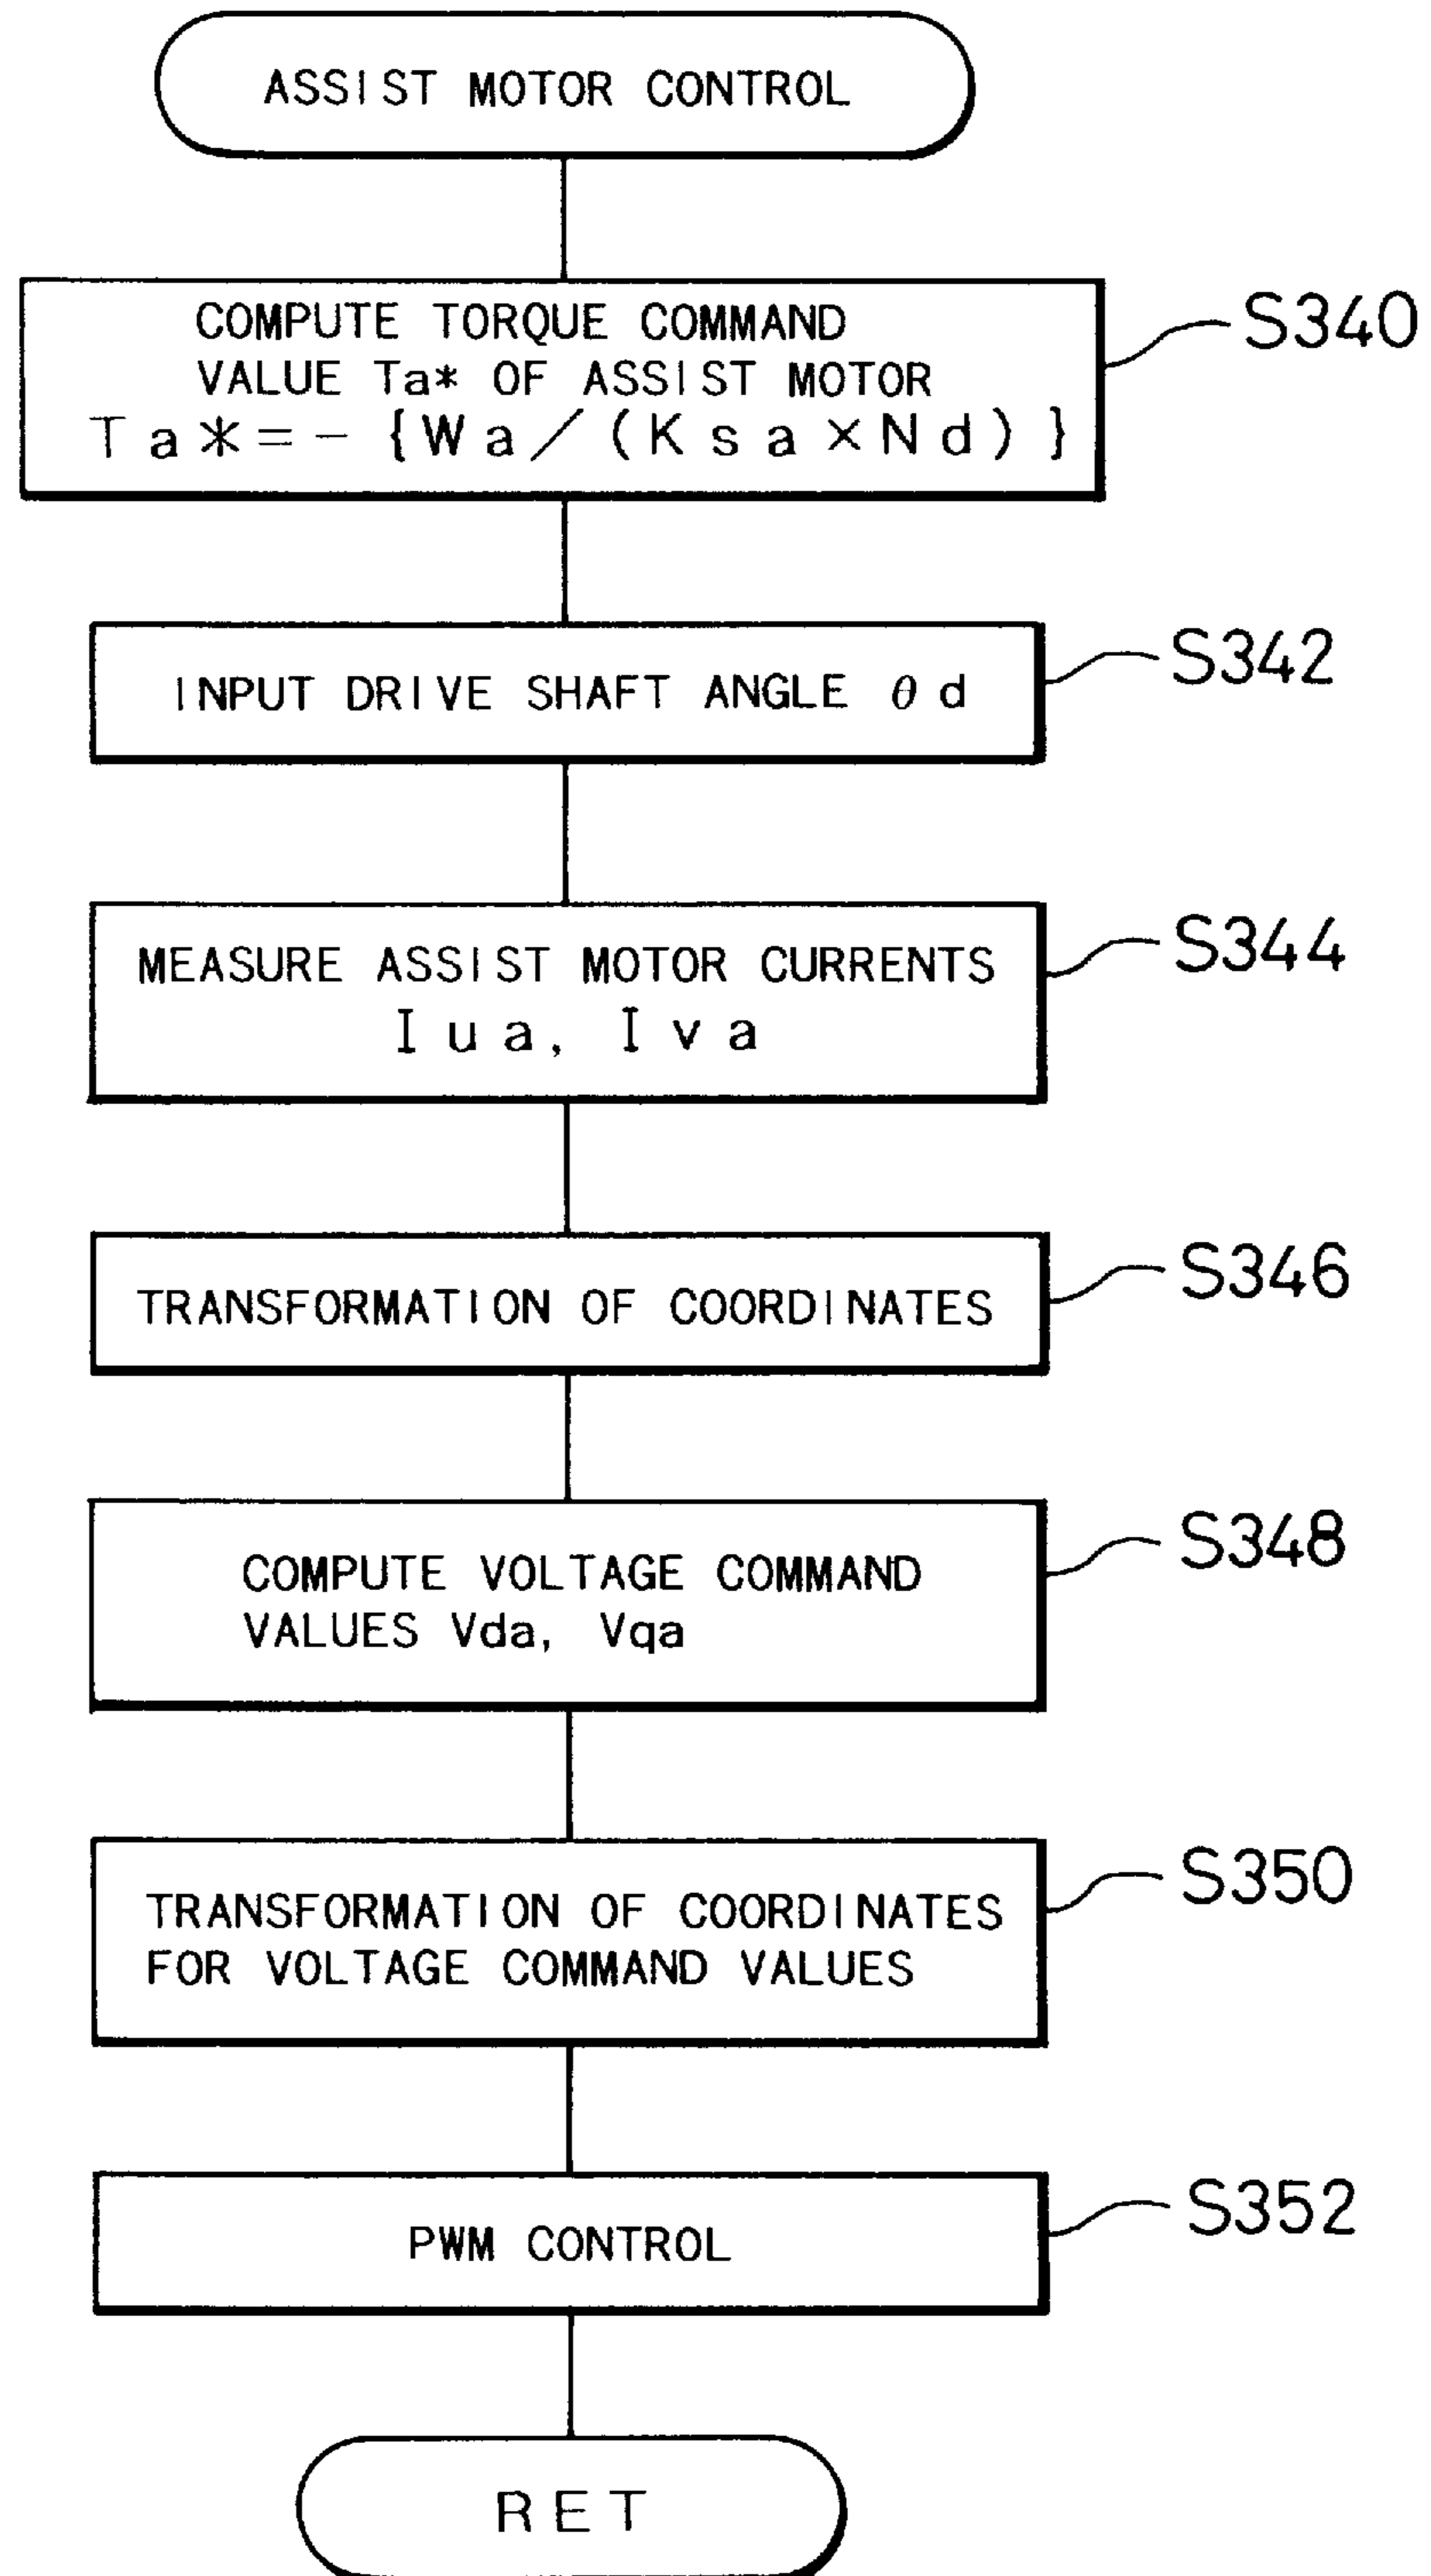 ASSIST MOTOR CONTROL
COMPUTE TORQUE COMMAND
VALUE Ta* OF ASSIST MOTOR
Ta*=-{Wa/(Ksa×Nd)}
S340
INPUT DRIVE SHAFT ANGLE θd
S342
MEASURE ASSIST MOTOR CURRENTS
Iua, Iva
S344
TRANSFORMATION OF COORDINATES
S346
COMPUTE VOLTAGE COMMAND
VALUES Vda, Vqa
S348
TRANSFORMATION OF COORDINATES
FOR VOLTAGE COMMAND VALUES
S350
PWM CONTROL
S352
RET